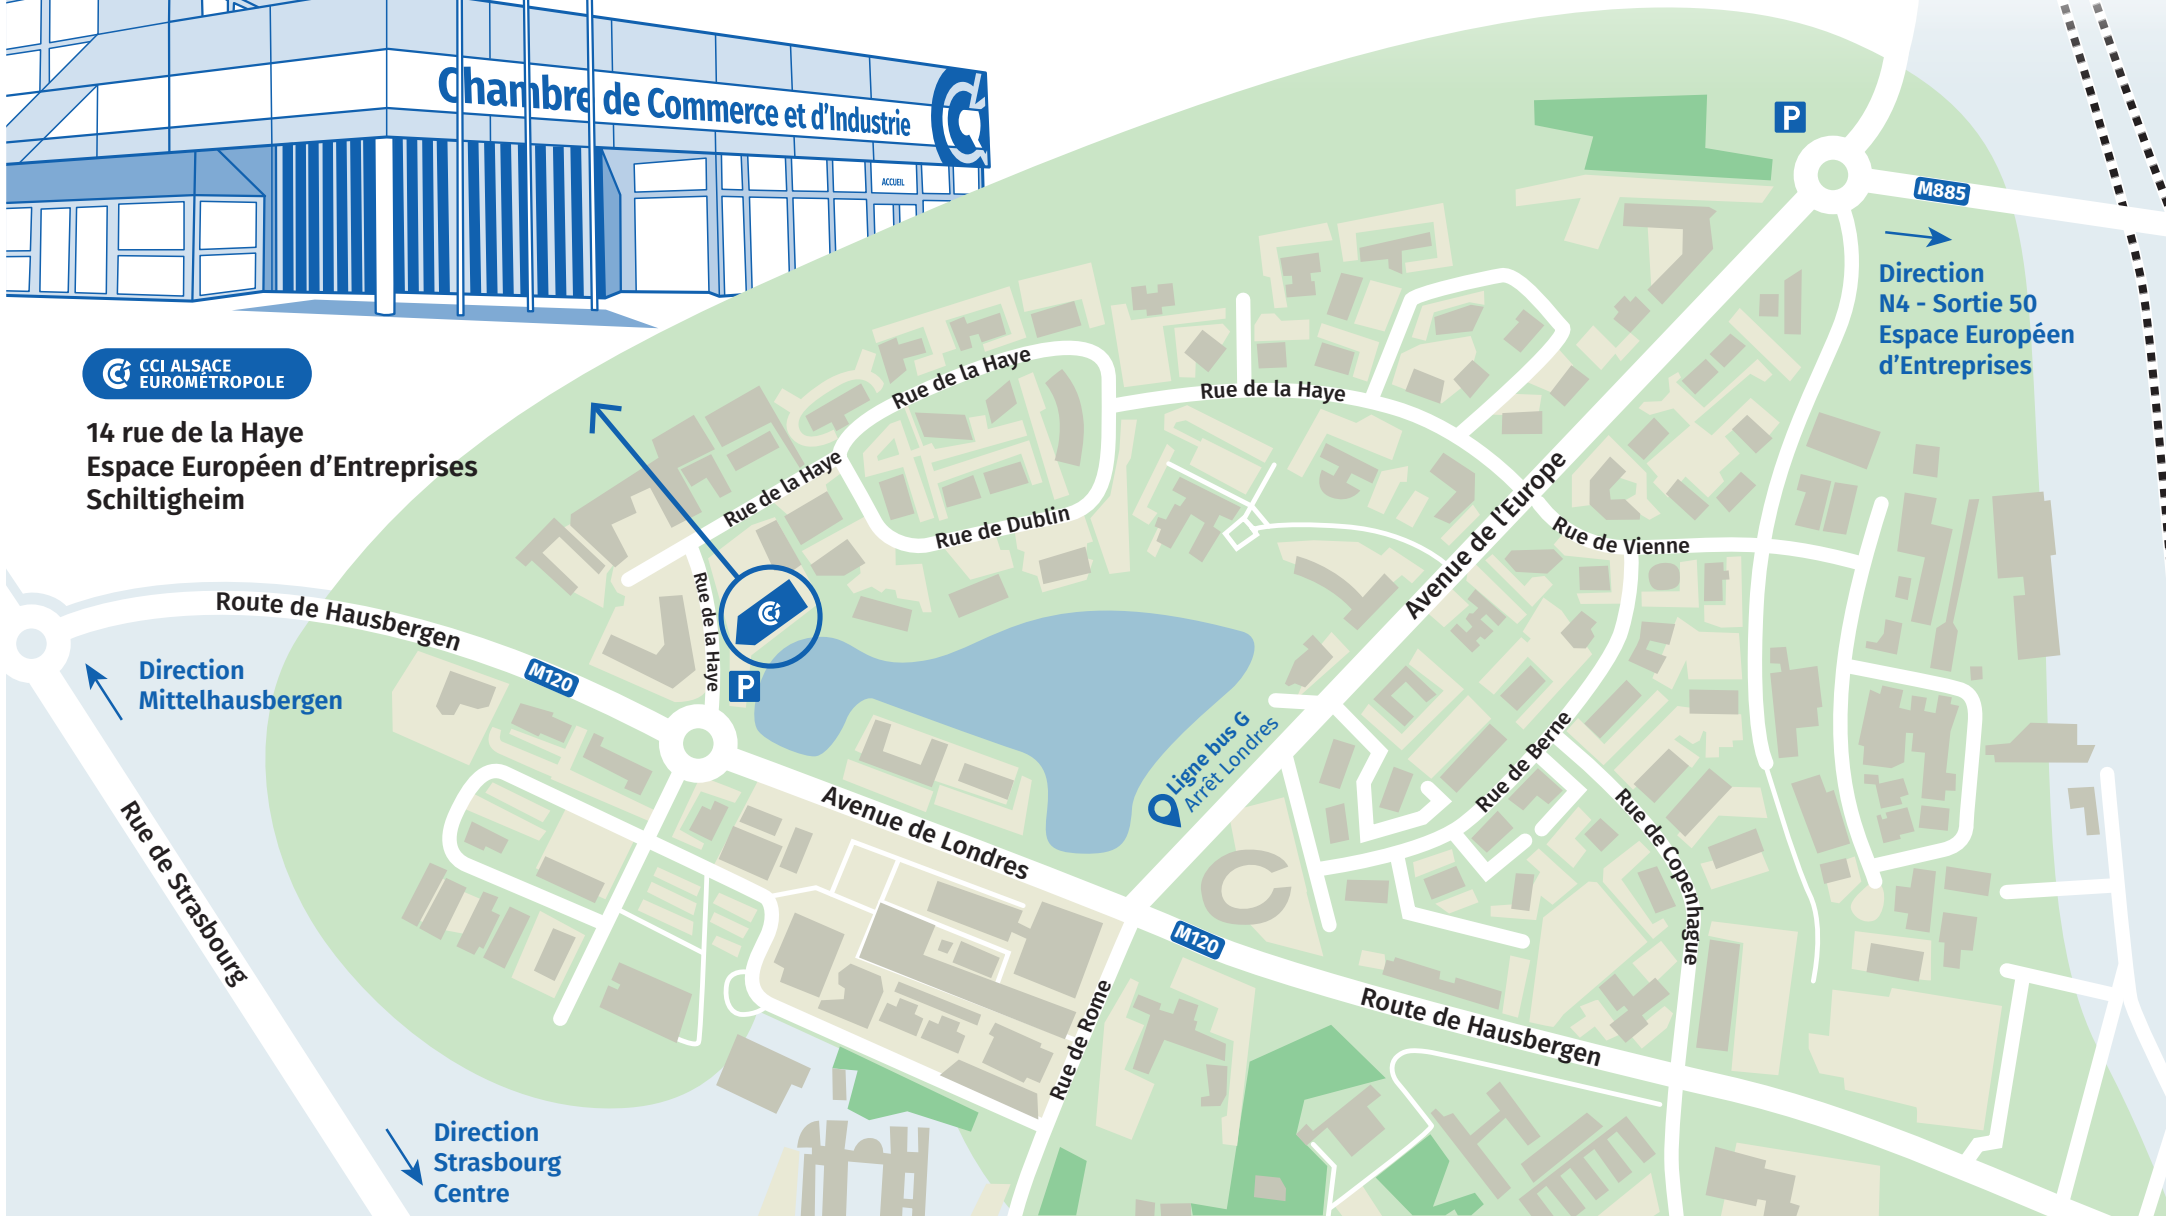 Chambre de Commerce et d'Industrie
ACCUEIL
CCI ALSACE
EUROMÉTROPOLE
14 rue de la Haye
Espace Européen d'Entreprises
Schiltigheim
P
M885
Direction
N4 - Sortie 50
Espace Européen
d'Entreprises
Rue de la Haye
Rue de la Haye
Rue de la Haye
Rue de Dublin
Avenue de l'Europe
Rue de Vienne
Rue de la Haye
Route de Hausbergen
M120
P
Direction
Mittelhausbergen
Ligne bus G
Arrêt Londres
Rue de Berne
Rue de Copenhague
Avenue de Londres
Rue de Strasbourg
M120
Route de Hausbergen
Rue de Rome
Direction
Strasbourg
Centre